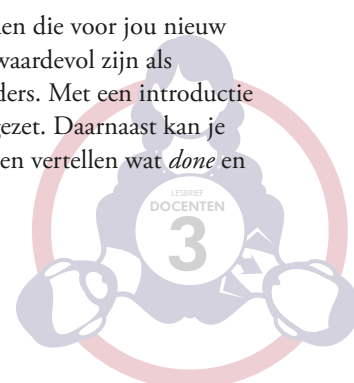 en die voor jou nieuw
waardevol zijn als
ders. Met een introductie
gezet. Daarnaast kan je
en vertellen wat done en
LESBRIEF
DOCENTEN
3